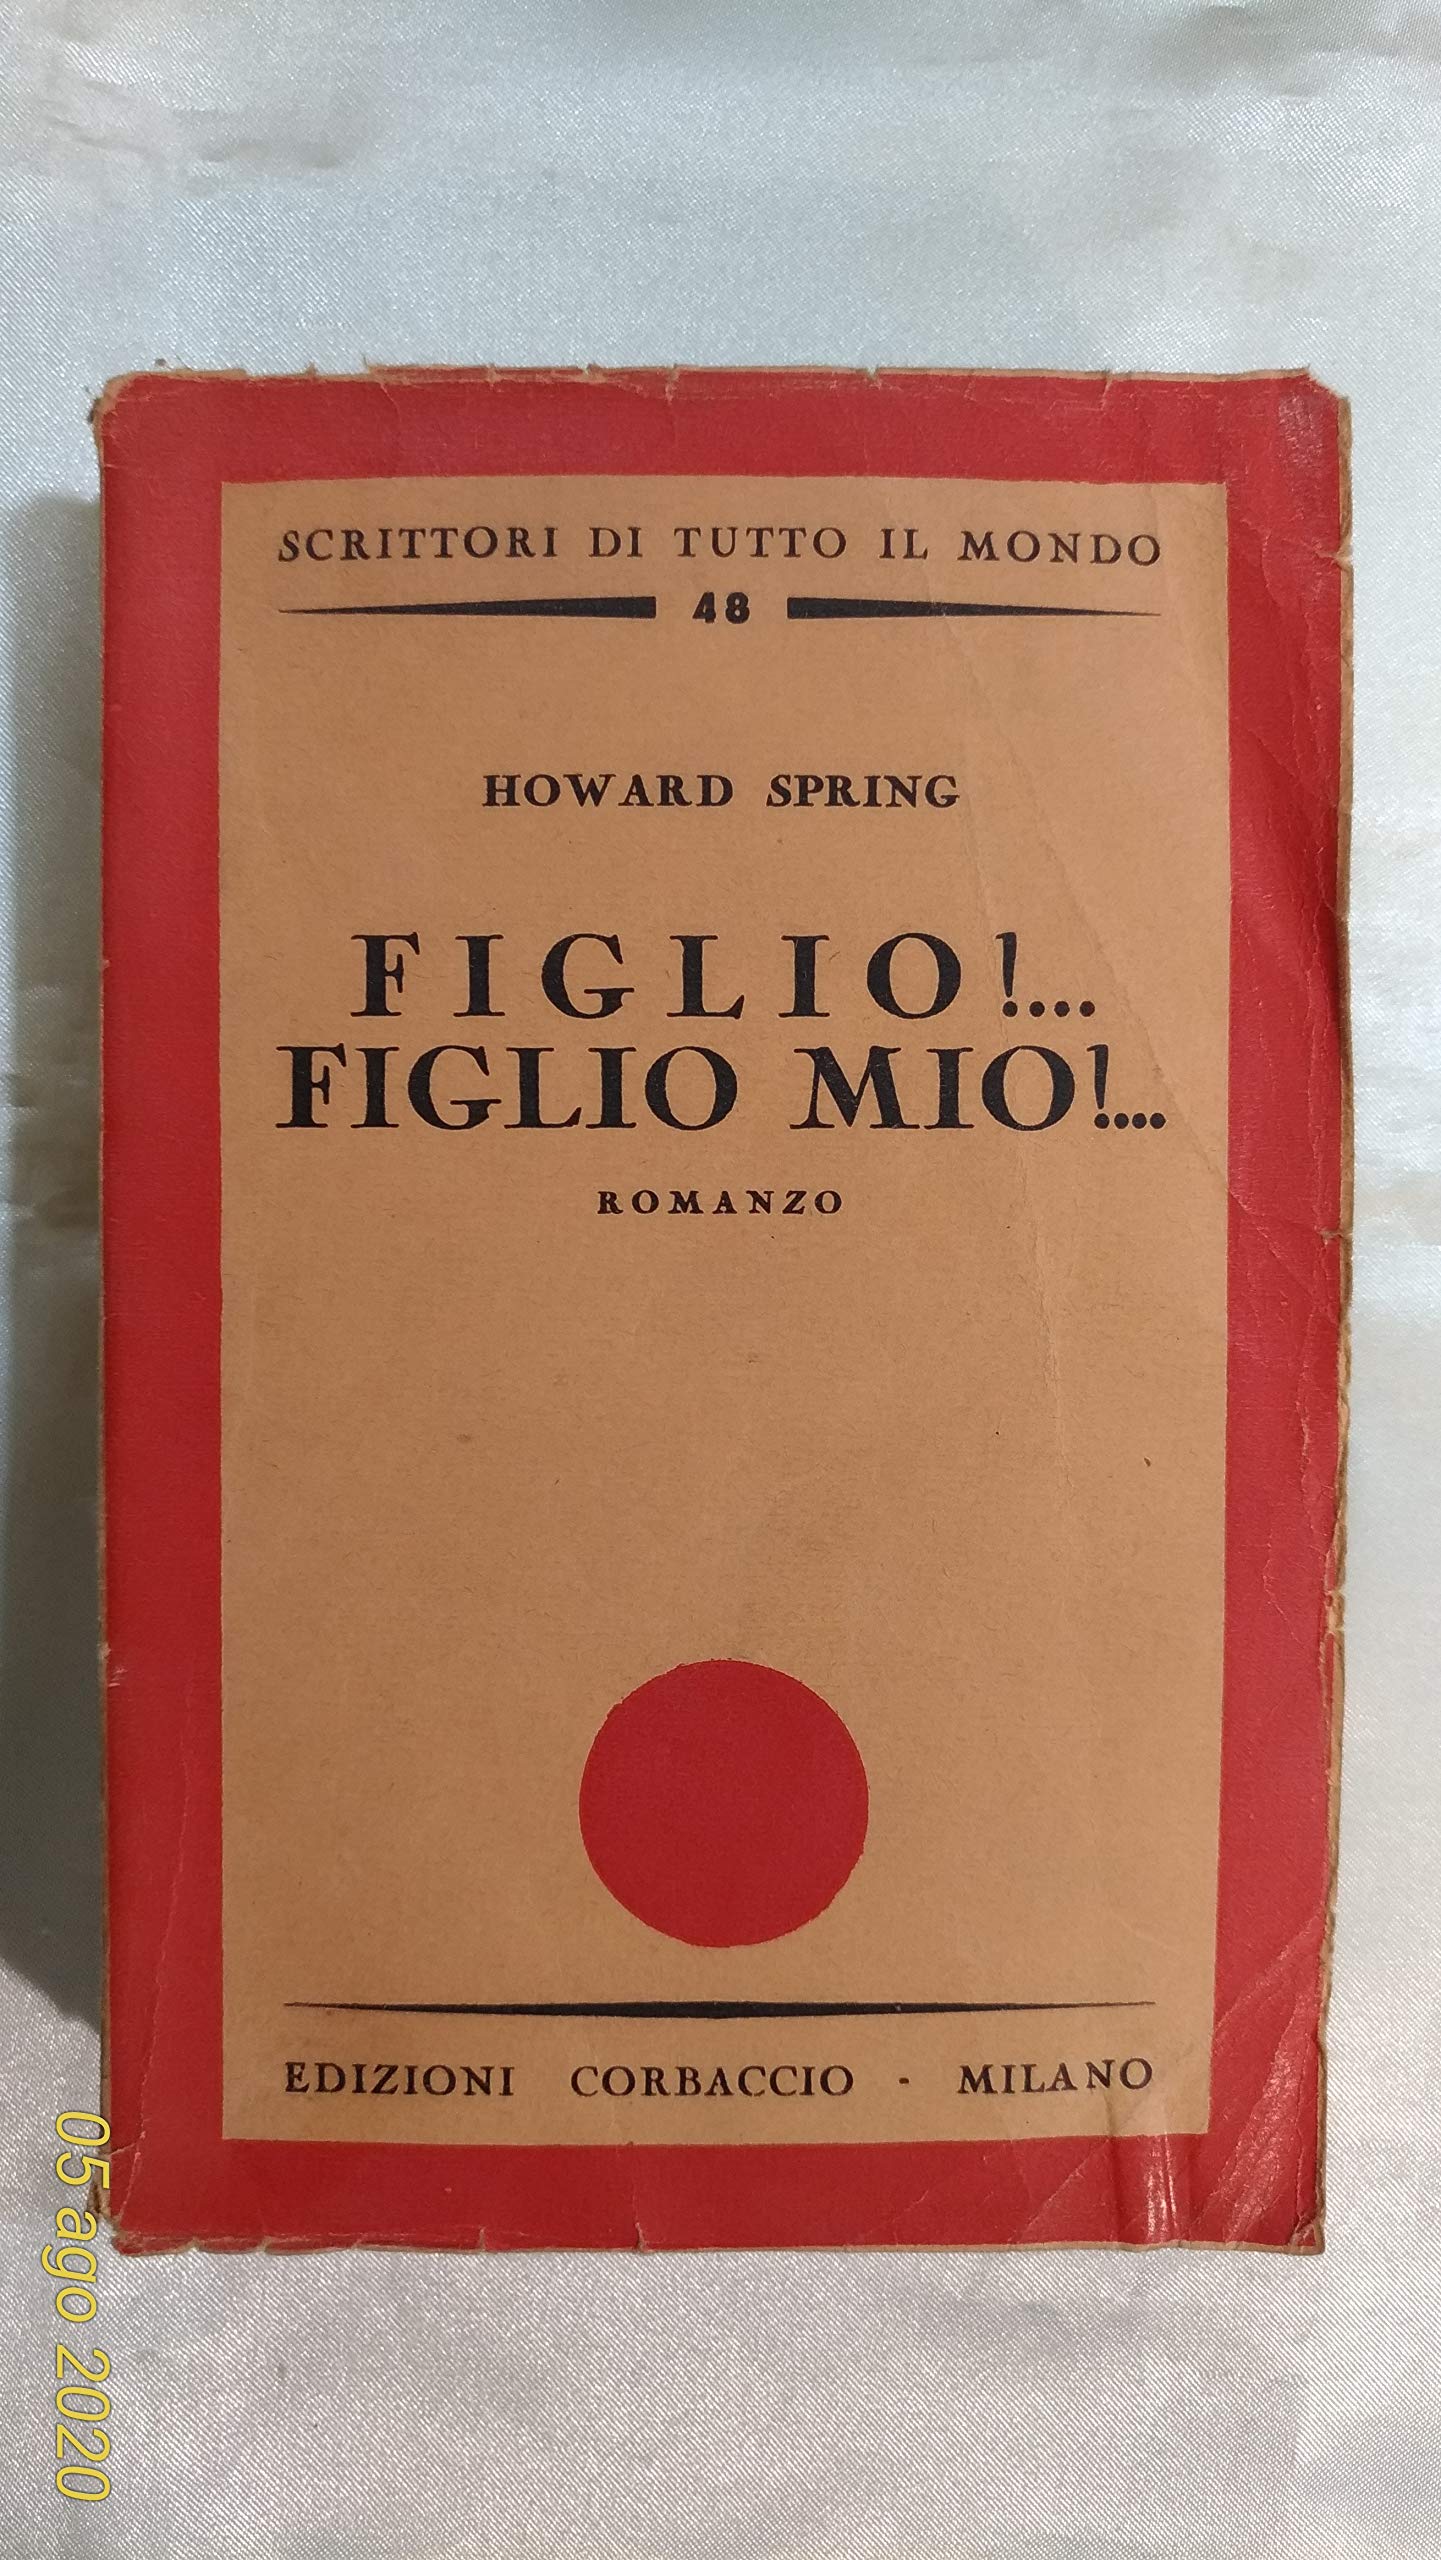 SCRITTORI DI TUTTO IL MONDO
48
HOWARD SPRING
FIGLIO!...
FIGLIO MIO!...
ROMANZO
EDIZIONI CORBACCIO - MILANO
05 ago 2020